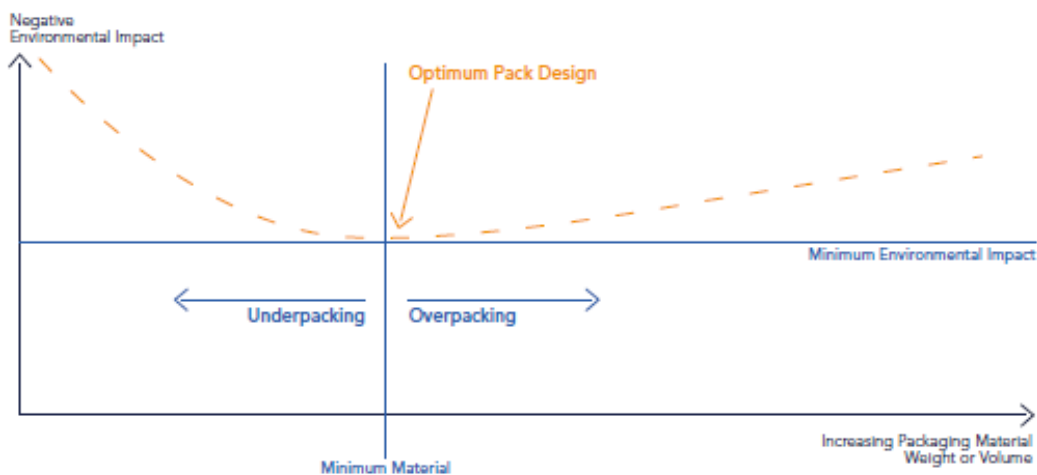 Negative
Environmental Impact
Optimum Pack Design
Minimum Environmental Impact
Underpacking
Overpacking
Increasing Packaging Material
Weight or Volume
Minimum Material